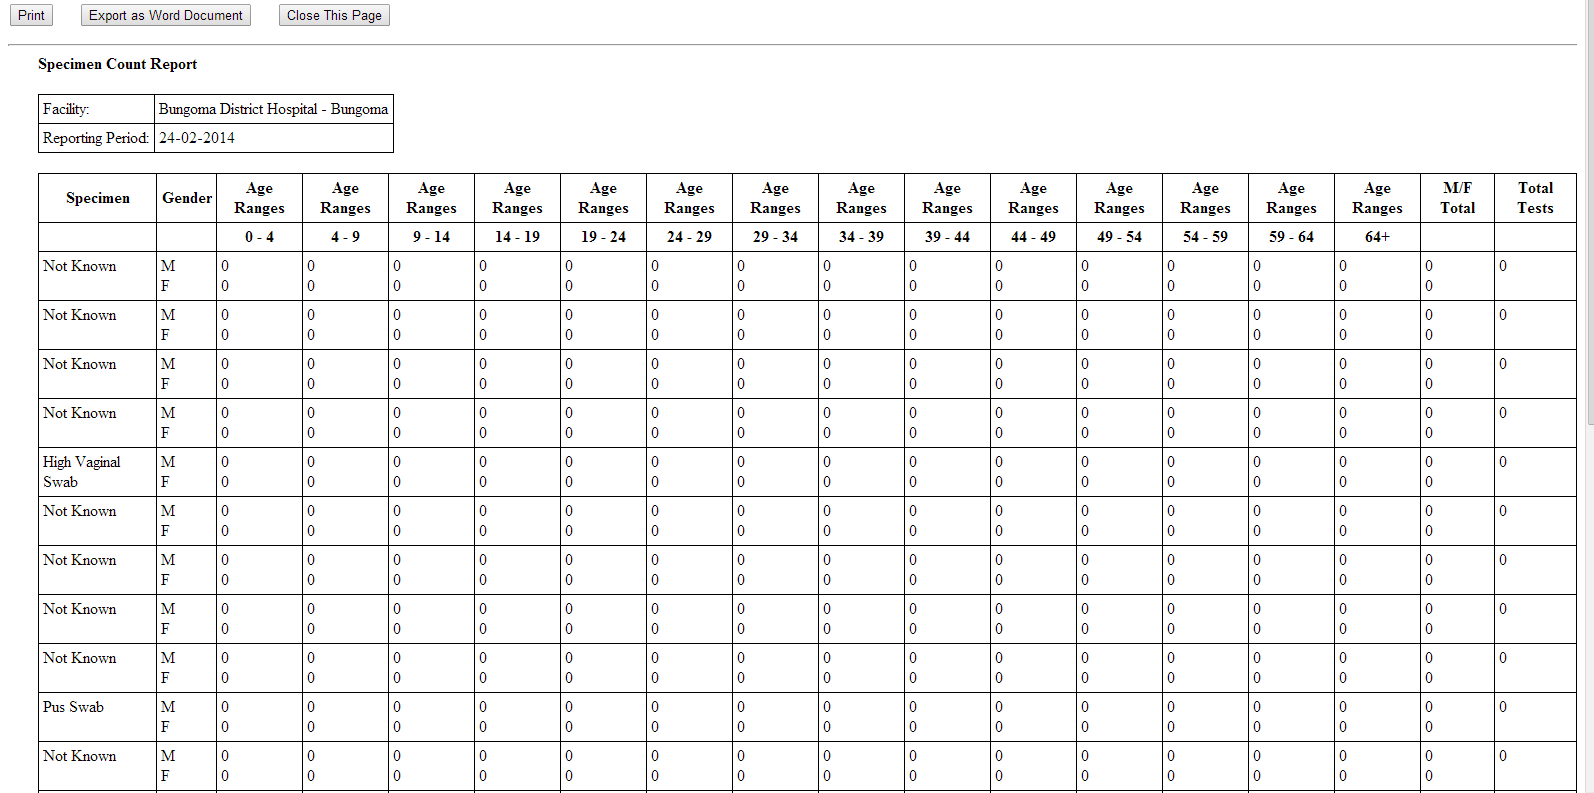 Print Export as Word Document Close This Page
Specimen Count Report
Facility: Bungoma District Hospital - Bungoma
Reporting Period: 24-02-2014
Specimen Gender Age Ranges Age Ranges Age Ranges Age Ranges Age Ranges Age Ranges Age Ranges Age Ranges Age Ranges Age Ranges Age Ranges Age Ranges Age Ranges Age Ranges M/F Total Total Tests
0 - 4 4 - 9 9 - 14 14 - 19 19 - 24 24 - 29 29 - 34 34 - 39 39 - 44 44 - 49 49 - 54 54 - 59 59 - 64 64+
Not Known M 0 0 0 0 0 0 0 0 0 0 0 0 0 0 0 0
F 0 0 0 0 0 0 0 0 0 0 0 0 0 0 0
Not Known M 0 0 0 0 0 0 0 0 0 0 0 0 0 0 0 0
F 0 0 0 0 0 0 0 0 0 0 0 0 0 0 0
Not Known M 0 0 0 0 0 0 0 0 0 0 0 0 0 0 0 0
F 0 0 0 0 0 0 0 0 0 0 0 0 0 0 0
Not Known M 0 0 0 0 0 0 0 0 0 0 0 0 0 0 0 0
F 0 0 0 0 0 0 0 0 0 0 0 0 0 0 0
High Vaginal M 0 0 0 0 0 0 0 0 0 0 0 0 0 0 0 0
Swab F 0 0 0 0 0 0 0 0 0 0 0 0 0 0 0
Not Known M 0 0 0 0 0 0 0 0 0 0 0 0 0 0 0 0
F 0 0 0 0 0 0 0 0 0 0 0 0 0 0 0
Not Known M 0 0 0 0 0 0 0 0 0 0 0 0 0 0 0 0
F 0 0 0 0 0 0 0 0 0 0 0 0 0 0 0
Not Known M 0 0 0 0 0 0 0 0 0 0 0 0 0 0 0 0
F 0 0 0 0 0 0 0 0 0 0 0 0 0 0 0
Not Known M 0 0 0 0 0 0 0 0 0 0 0 0 0 0 0 0
F 0 0 0 0 0 0 0 0 0 0 0 0 0 0 0
Pus Swab M 0 0 0 0 0 0 0 0 0 0 0 0 0 0 0 0
F 0 0 0 0 0 0 0 0 0 0 0 0 0 0 0
Not Known M 0 0 0 0 0 0 0 0 0 0 0 0 0 0 0 0
F 0 0 0 0 0 0 0 0 0 0 0 0 0 0 0